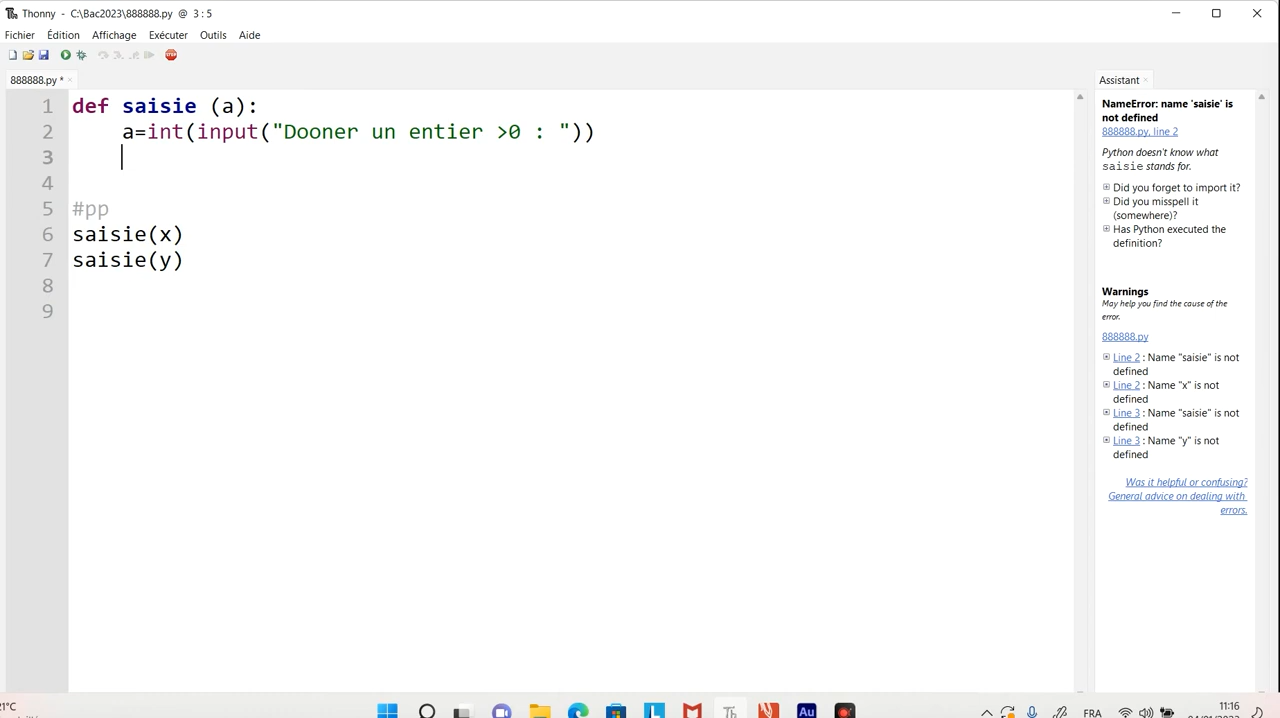 Thonny - C:\Bac2023\888888.py @ 3 : 5
Fichier Édition Affichage Exécuter Outils Aide
STOP
888888.py * ×
1 def saisie (a):
2 a=int(input("Dooner un entier >0 : "))
3
4
5 #pp
6 saisie(x)
7 saisie(y)
8
9
Assistant ×
NameError: name 'saisie' is
not defined
888888.py, line 2
Python doesn't know what
saisie stands for.
Did you forget to import it?
Did you misspell it
(somewhere)?
Has Python executed the
definition?
Warnings
May help you find the cause of the
error.
888888.py
Line 2 : Name "saisie" is not
defined
Line 2 : Name "x" is not
defined
Line 3 : Name "saisie" is not
defined
Line 3 : Name "y" is not
defined
Was it helpful or confusing?
General advice on dealing with
errors.
21°C
L
Th
Au
FRA
11:16